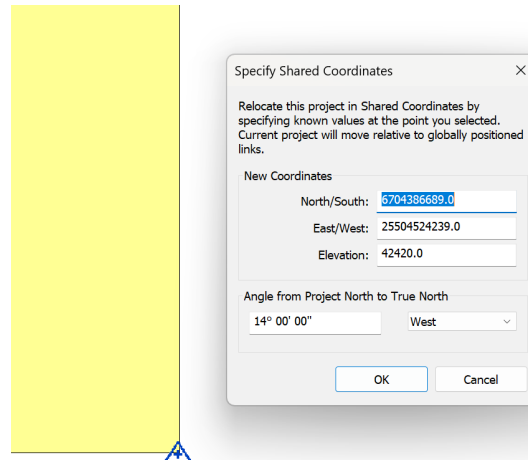 Specify Shared Coordinates
Relocate this project in Shared Coordinates by
specifying known values at the point you selected.
Current project will move relative to globally positioned
links.
New Coordinates
North/South: 6704386689.0
East/West: 25504524239.0
Elevation: 42420.0
Angle from Project North to True North
14° 00' 00" West
OK Cancel